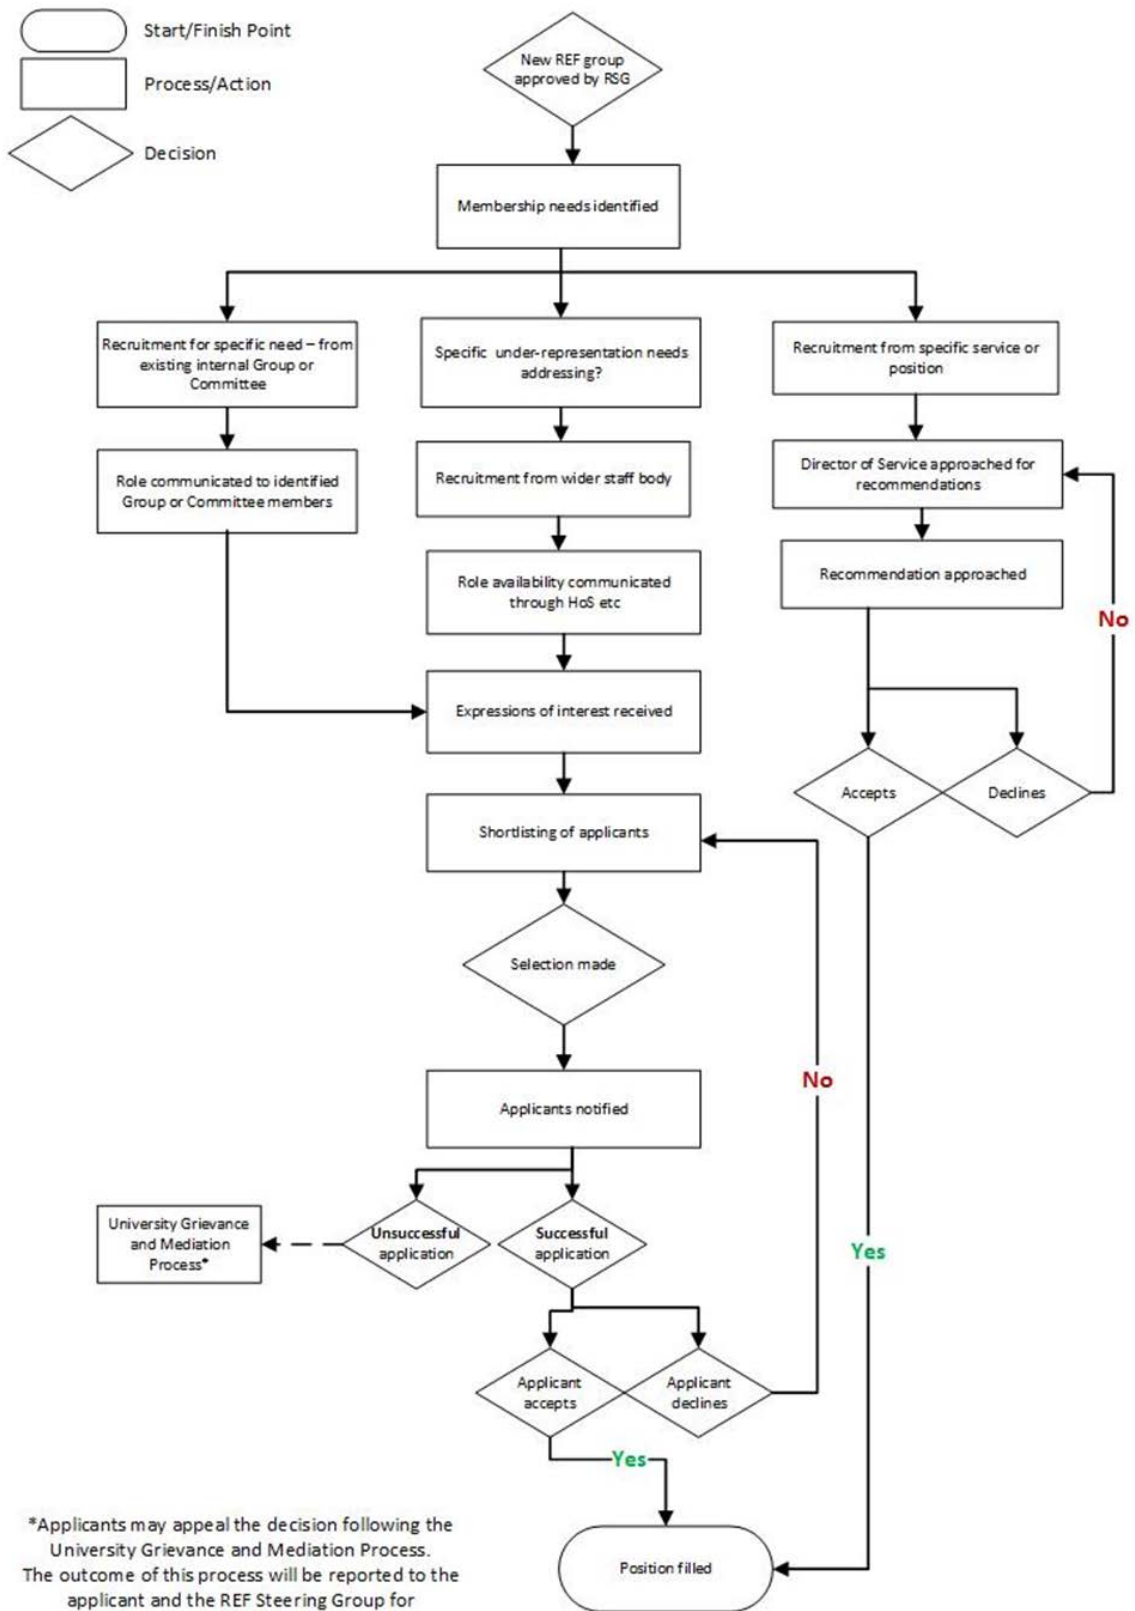 Start/Finish Point
Process/Action
Decision
New REF group
approved by RSG
Membership needs identified
Recruitment for specific need – from
existing internal Group or
Committee
Specific under-representation needs
addressing?
Recruitment from specific service or
position
Role communicated to identified
Group or Committee members
Recruitment from wider staff body
Director of Service approached for
recommendations
Role availability communicated
through HoS etc
Recommendation approached
No
Expressions of interest received
Accepts
Declines
Shortlisting of applicants
Selection made
No
Applicants notified
University Grievance
and Mediation
Process*
Unsuccessful
application
Successful
application
Yes
Applicant
accepts
Applicant
declines
Yes
*Applicants may appeal the decision following the
University Grievance and Mediation Process.
The outcome of this process will be reported to the
applicant and the REF Steering Group for
Position filled